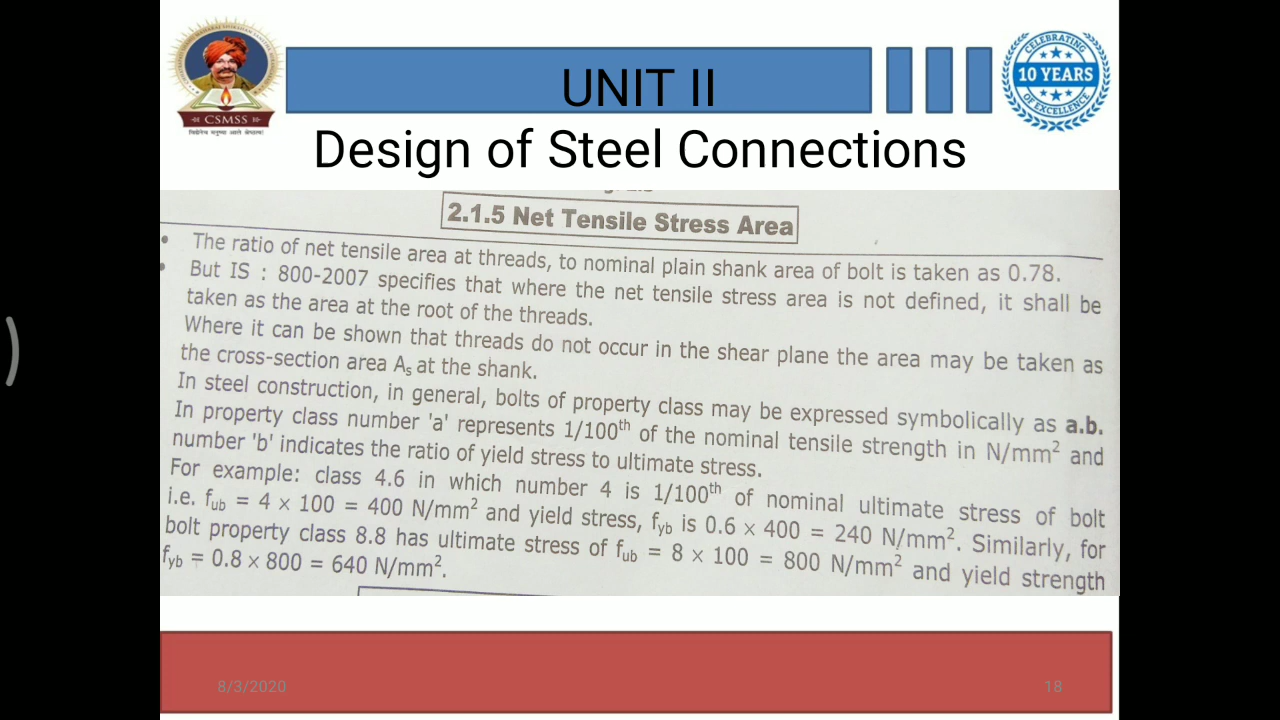 CELEBRATING
10 YEARS
OF EXCELLENCE
CSMSS
UNIT II
Design of Steel Connections
2.1.5 Net Tensile Stress Area
• The ratio of net tensile area at threads, to nominal plain shank area of bolt is taken as 0.78.
• But IS : 800-2007 specifies that where the net tensile stress area is not defined, it shall be
taken as the area at the root of the threads.
Where it can be shown that threads do not occur in the shear plane the area may be taken as
the cross-section area Aₛ at the shank.
In steel construction, in general, bolts of property class may be expressed symbolically as a.b.
In property class number 'a' represents 1/100ᵗʰ of the nominal tensile strength in N/mm² and
number 'b' indicates the ratio of yield stress to ultimate stress.
For example: class 4.6 in which number 4 is 1/100ᵗʰ of nominal ultimate stress of bolt
i.e. f_ub = 4 × 100 = 400 N/mm² and yield stress, f_yb is 0.6 × 400 = 240 N/mm². Similarly, for
bolt property class 8.8 has ultimate stress of f_ub = 8 × 100 = 800 N/mm² and yield strength
f_yb = 0.8 × 800 = 640 N/mm².
8/3/2020
18